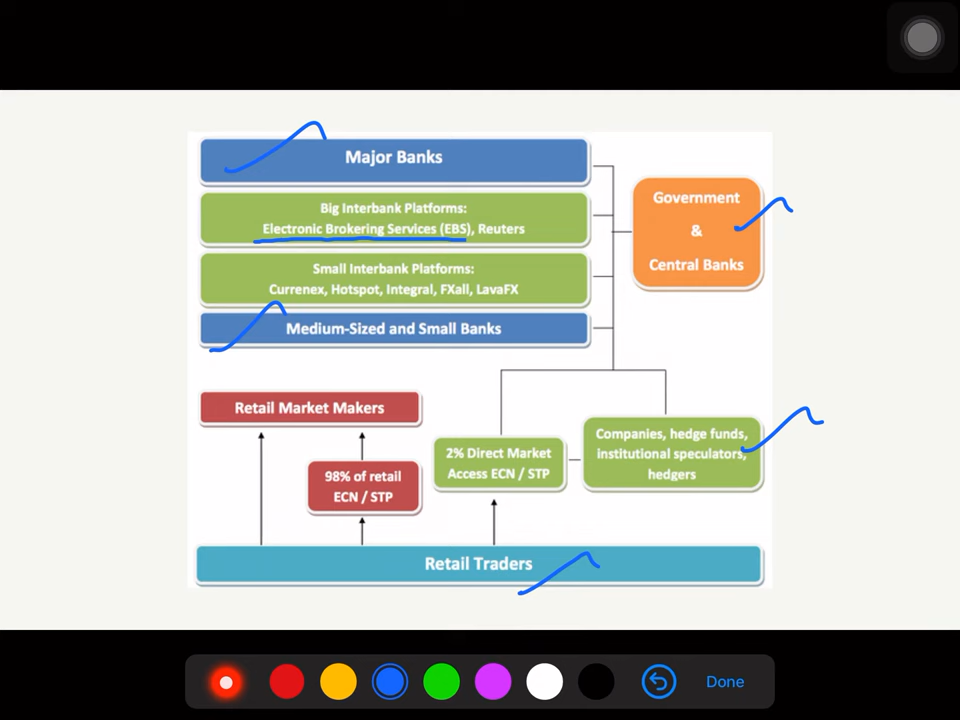 Major Banks
Big Interbank Platforms:
Electronic Brokering Services (EBS), Reuters
Small Interbank Platforms:
Currenex, Hotspot, Integral, FXall, LavaFX
Medium-Sized and Small Banks
Government
&
Central Banks
Retail Market Makers
98% of retail
ECN / STP
2% Direct Market
Access ECN / STP
Companies, hedge funds,
institutional speculators,
hedgers
Retail Traders
Done